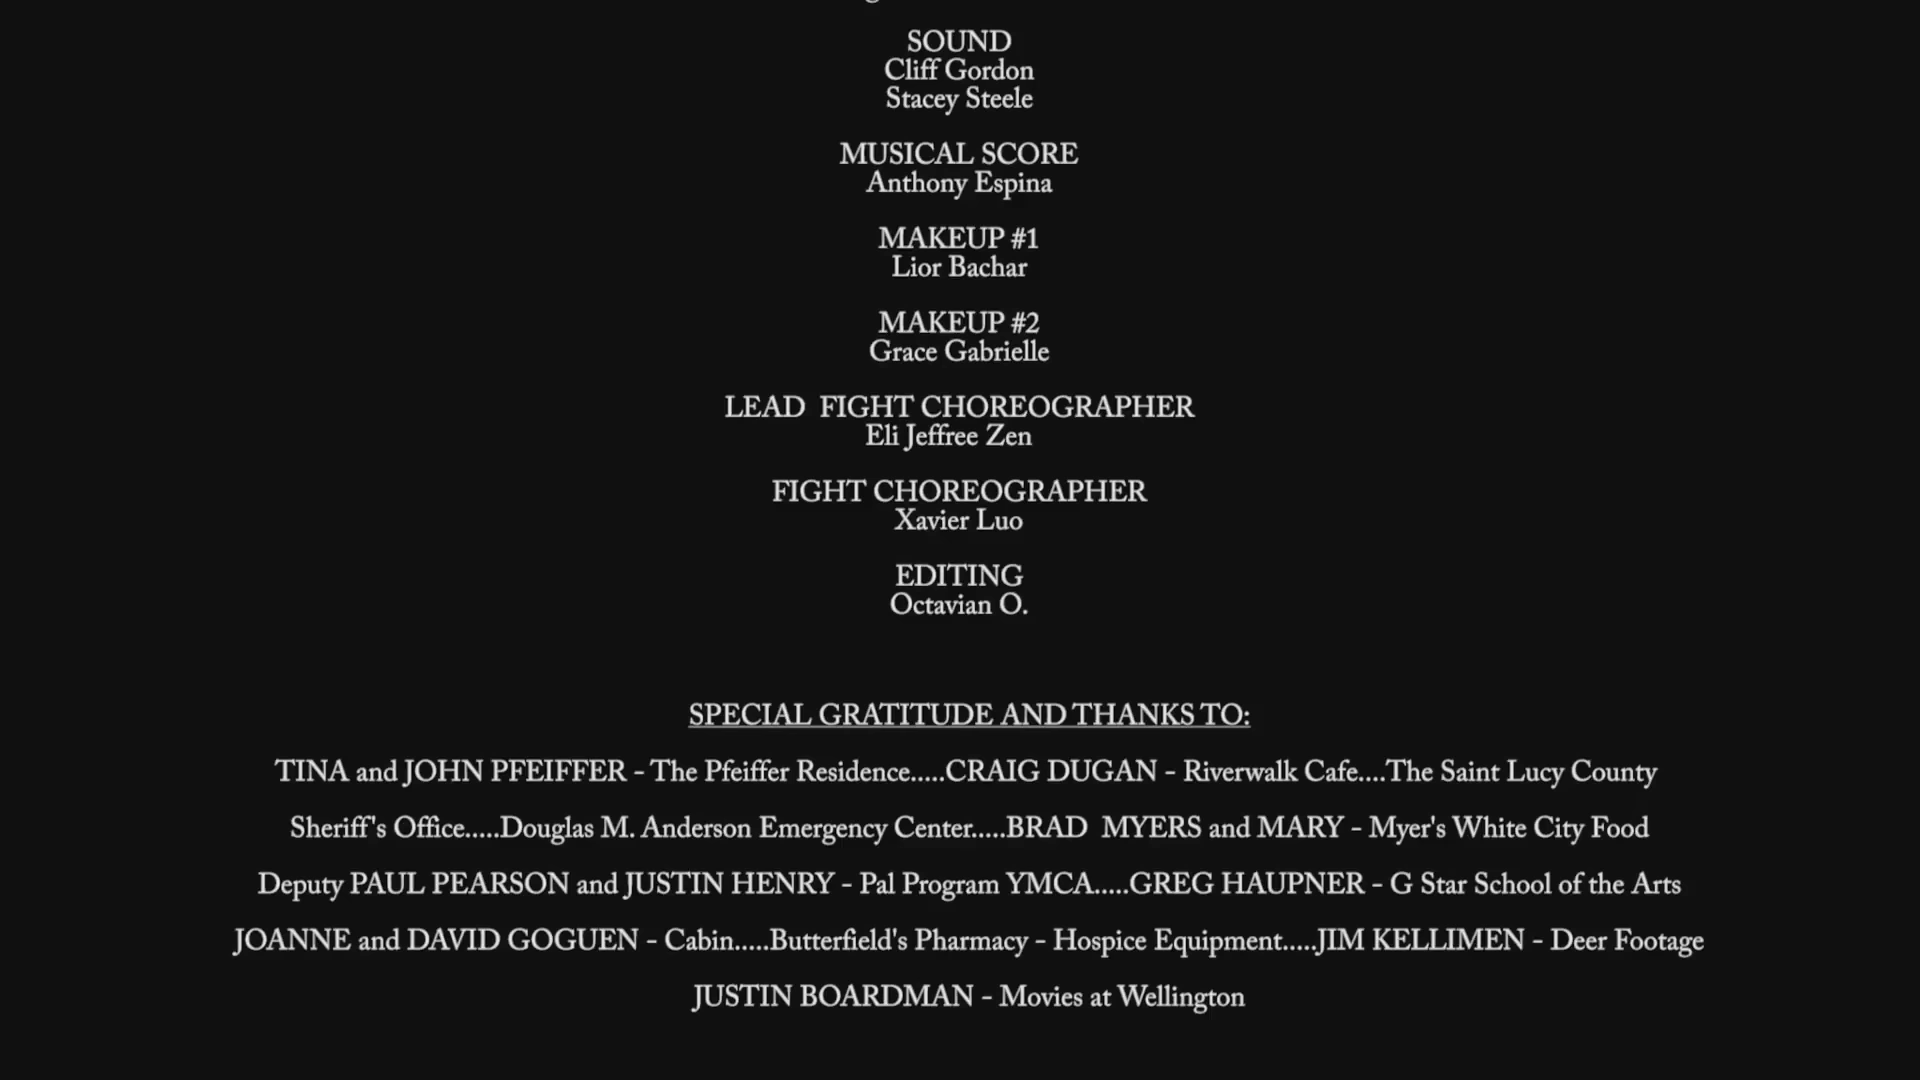 SOUND
Cliff Gordon
Stacey Steele
MUSICAL SCORE
Anthony Espina
MAKEUP #1
Lior Bachar
MAKEUP #2
Grace Gabrielle
LEAD  FIGHT CHOREOGRAPHER
Eli Jeffree Zen
FIGHT CHOREOGRAPHER
Xavier Luo
EDITING
Octavian O.
SPECIAL GRATITUDE AND THANKS TO:
TINA and JOHN PFEIFFER - The Pfeiffer Residence.....CRAIG DUGAN - Riverwalk Cafe....The Saint Lucy County
Sheriff's Office.....Douglas M. Anderson Emergency Center.....BRAD  MYERS and MARY - Myer's White City Food
Deputy PAUL PEARSON and JUSTIN HENRY - Pal Program YMCA.....GREG HAUPNER - G Star School of the Arts
JOANNE and DAVID GOGUEN - Cabin.....Butterfield's Pharmacy - Hospice Equipment.....JIM KELLIMEN - Deer Footage
JUSTIN BOARDMAN - Movies at Wellington